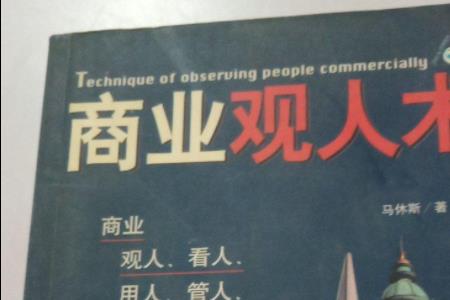 Technique of observing people commercially
商业观人术
马休斯/著
商业
观人、看人、
用人、管人、